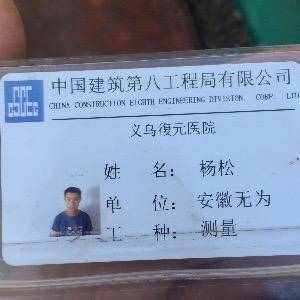 CSCEC
中国建筑第八工程局有限公司
CHINA CONSTRUCTION EIGHTH ENGINEERING DIVISION. CORP. LTD
义乌復元医院
姓 名: 杨松
单 位: 安徽无为
工 种: 测量